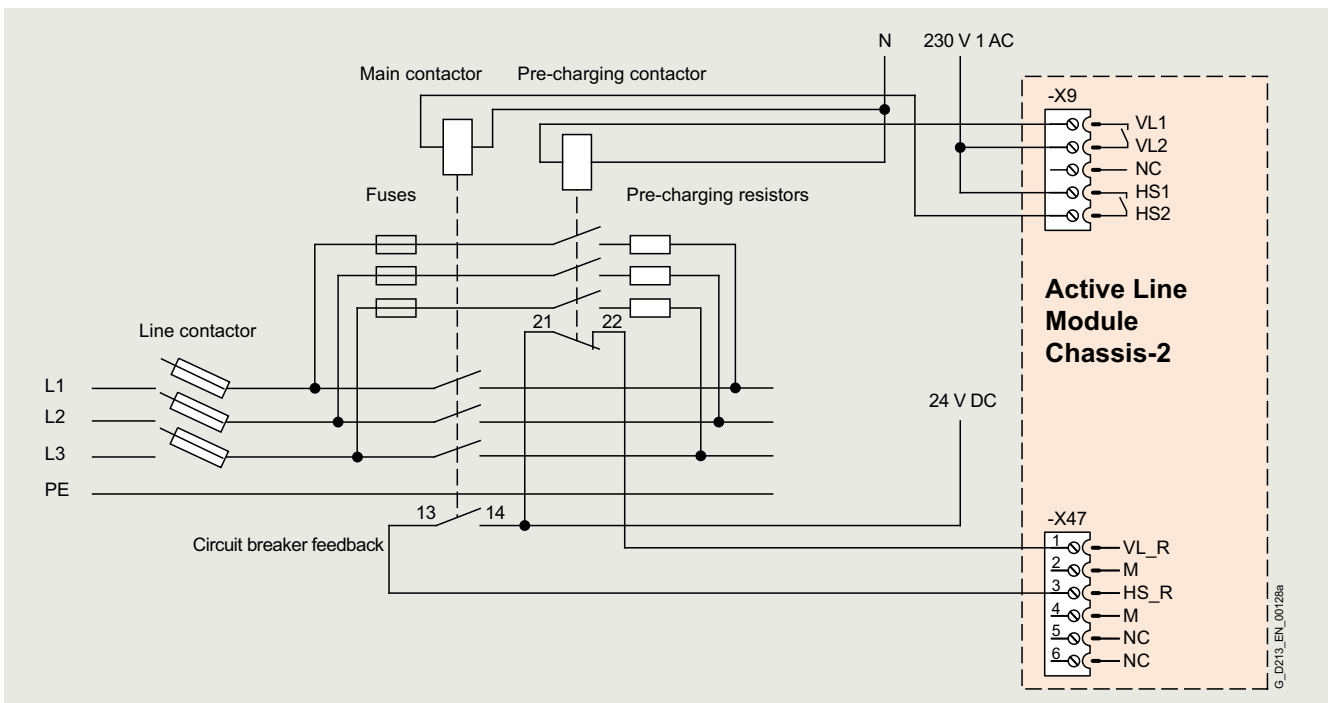 N
230 V 1 AC
Main contactor
Pre-charging contactor
-X9
VL1
VL2
NC
HS1
HS2
Fuses
Pre-charging resistors
Active Line
Module
Chassis-2
21
22
Line contactor
L1
L2
L3
PE
24 V DC
13
14
Circuit breaker feedback
-X47
1
VL_R
2
M
3
HS_R
4
M
5
NC
6
NC
G_D213_EN_00128a